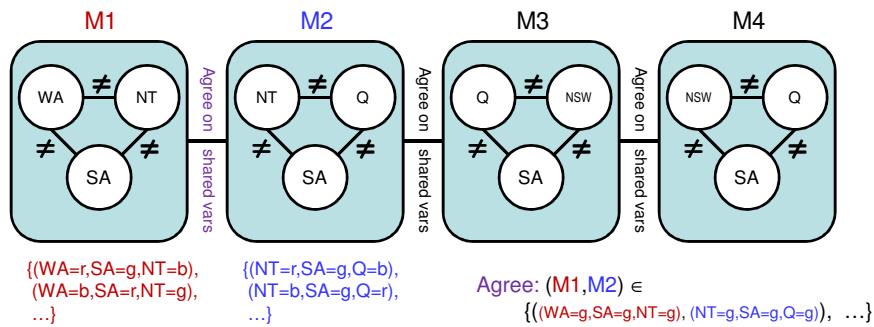 M1
M2
M3
M4
WA
≠
NT
≠
≠
SA
Agree on
shared vars
NT
≠
Q
≠
≠
SA
Agree on
shared vars
Q
≠
NSW
≠
≠
SA
Agree on
shared vars
NSW
≠
Q
≠
≠
SA
{(WA=r,SA=g,NT=b),
(WA=b,SA=r,NT=g),
…}
{(NT=r,SA=g,Q=b),
(NT=b,SA=g,Q=r),
…}
Agree: (M1,M2) ∈
{((WA=g,SA=g,NT=g), (NT=g,SA=g,Q=g)), …}